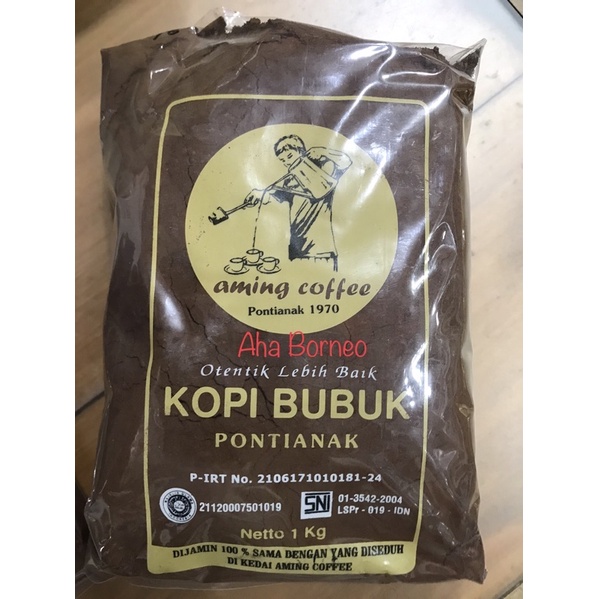 aming coffee
Pontianak 1970
Aha Borneo
Otentik Lebih Baik
KOPI BUBUK
PONTIANAK
P-IRT No. 2106171010181-24
21120007501019
SNI
01-3542-2004
LSPr - 019 - IDN
Netto 1 Kg
DIJAMIN 100 % SAMA DENGAN YANG DISEDUH
DI KEDAI AMING COFFEE